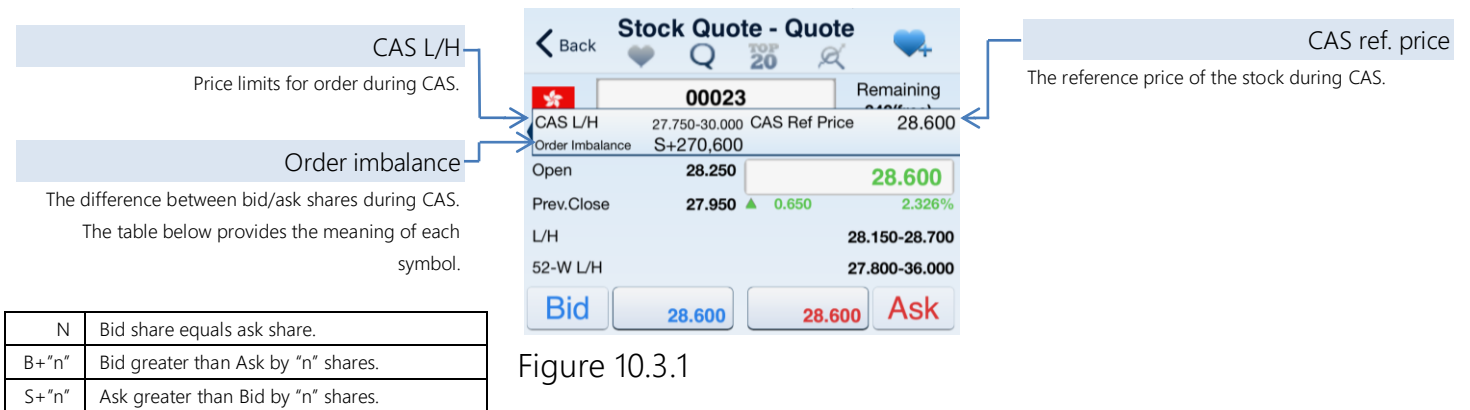 CAS L/H
Price limits for order during CAS.
Order imbalance
The difference between bid/ask shares during CAS.
The table below provides the meaning of each
symbol.
N Bid share equals ask share.
B+"n" Bid greater than Ask by "n" shares.
S+"n" Ask greater than Bid by "n" shares.
Back Stock Quote - Quote
Q TOP 20
00023 Remaining
CAS L/H 27.750-30.000 CAS Ref Price 28.600
Order Imbalance S+270,600
Open 28.250 28.600
Prev.Close 27.950 ▲ 0.650 2.326%
L/H 28.150-28.700
52-W L/H 27.800-36.000
Bid 28.600 28.600 Ask
Figure 10.3.1
CAS ref. price
The reference price of the stock during CAS.